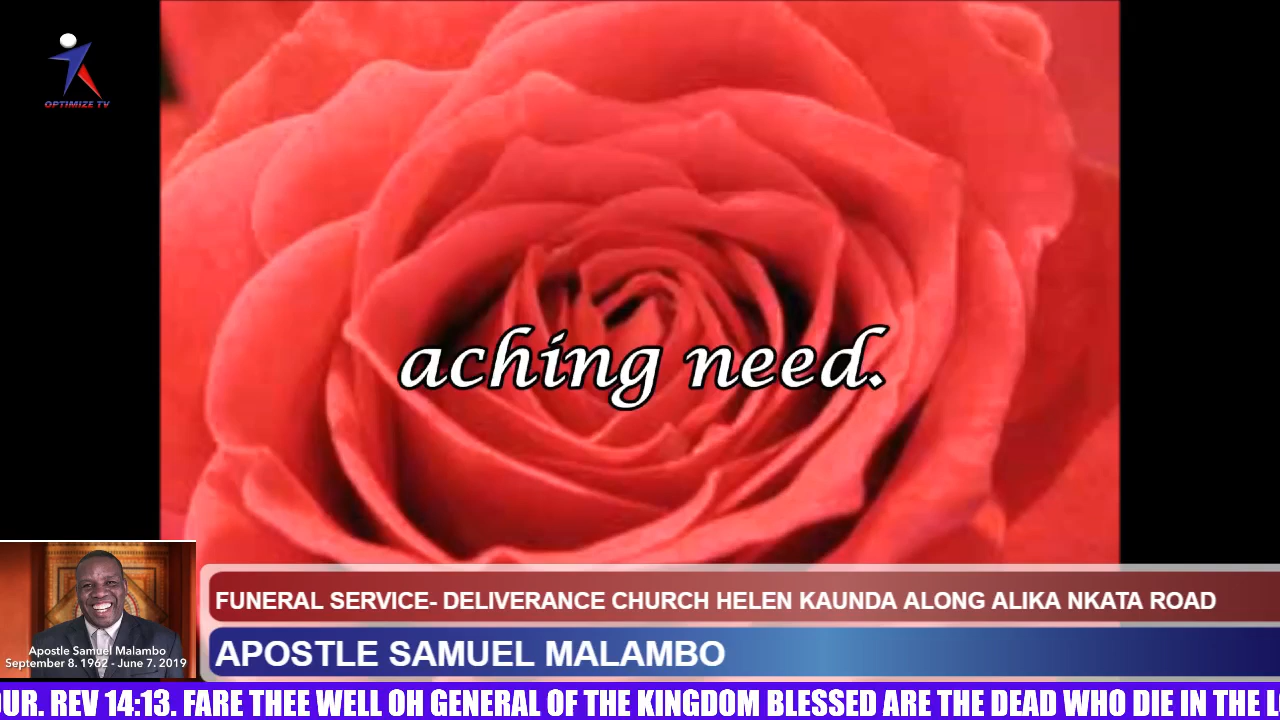 OPTIMIZE TV
aching need.
FUNERAL SERVICE- DELIVERANCE CHURCH HELEN KAUNDA ALONG ALIKA NKATA ROAD
APOSTLE SAMUEL MALAMBO
Apostle Samuel Malambo
September 8. 1962 - June 7. 2019
REV 14:13. FARE THEE WELL OH GENERAL OF THE KINGDOM BLESSED ARE THE DEAD WHO DIE IN THE